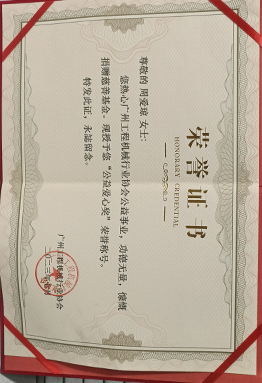 荣誉证书
HONORARY CREDENTIAL
尊敬的 周爱琼 女士:
您热心广州工程机械行业协会公益事业，功德无量，慷慨
捐赠慈善基金。现授予您“公益爱心奖”荣誉称号。
特发此证，永誌留念。
广州工程机械行业协会